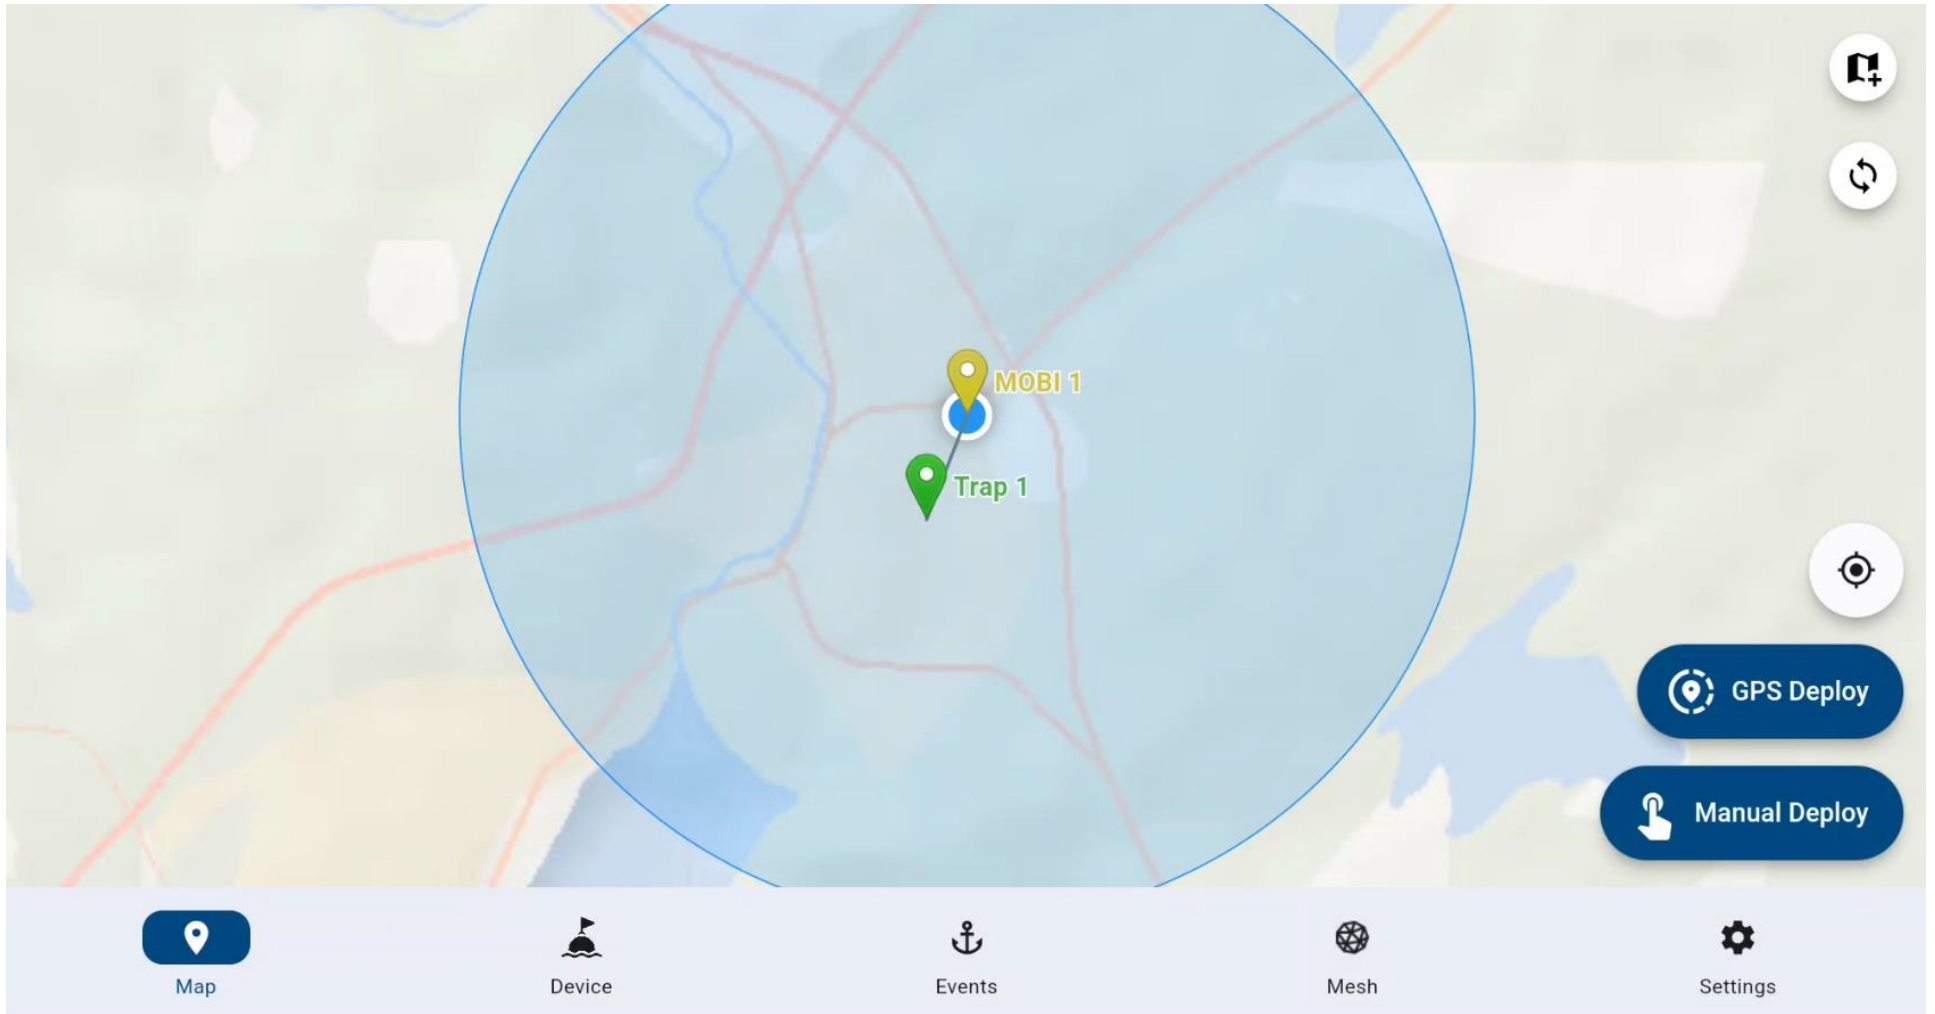 MOBI 1
Trap 1
GPS Deploy
Manual Deploy
Map
Device
Events
Mesh
Settings